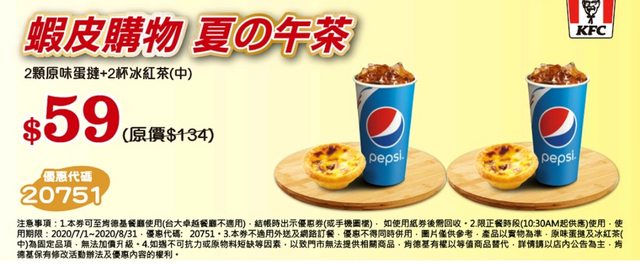 蝦皮購物 夏の午茶
KFC
2顆原味蛋撻+2杯冰紅茶(中)
$59(原價$134)
優惠代碼
20751
pepsi
pepsi
注意事項：1.本券可至肯德基餐廳使用(台大卓越餐廳不適用)，結帳時出示優惠券(或手機圖檔)， 如使用紙券後需回收。2.限正餐時段(10:30AM起供應)使用，使
用期限：2020/7/1~2020/8/31，優惠代碼： 20751。3.本券不適用外送及網路訂餐，優惠不得同時併用，圖片僅供參考，產品以實物為準，原味蛋撻及冰紅茶(
中)為固定品項，無法加價升級。4.如遇不可抗力或原物料短缺等因素，以致門市無法提供相關商品，肯德基有權以等值商品替代，詳情請以店內公告為主，肯
德基保有修改活動辦法及優惠內容的權利。